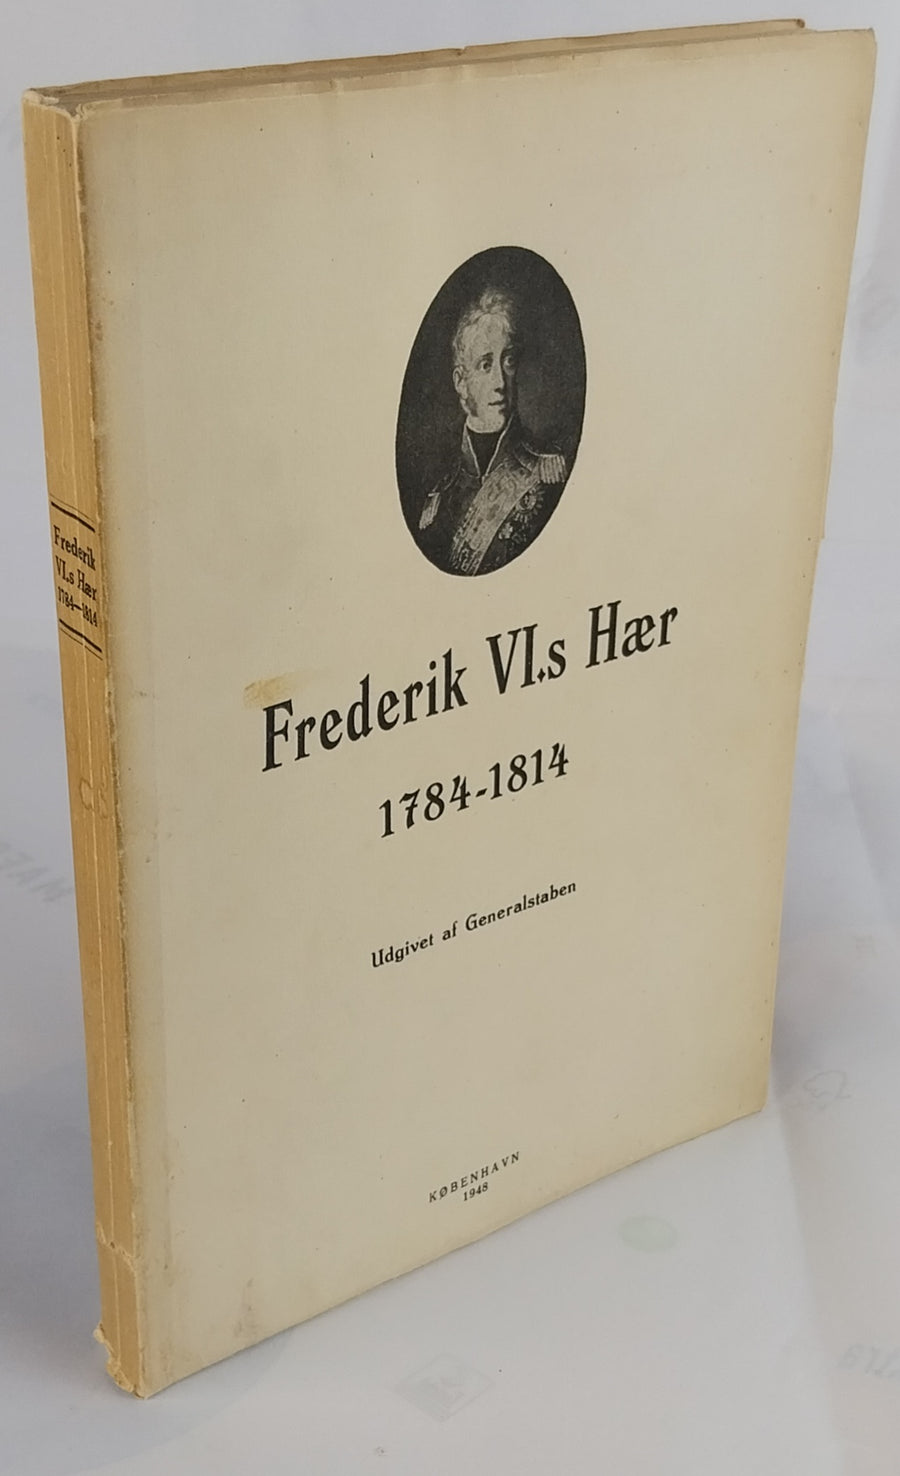 Frederik
VI.s Hær
1784—1814
Frederik VI.s Hær
1784-1814
Udgivet af Generalstaben
KØBENHAVN
1948